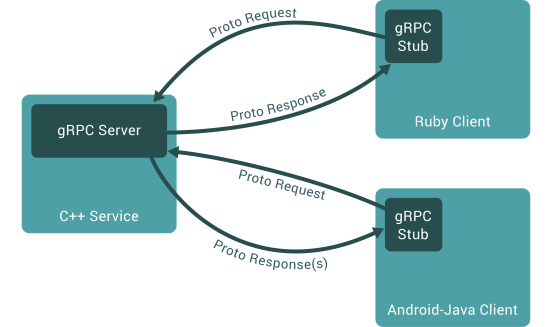 Proto Request
gRPC
Stub
Proto Response
Ruby Client
gRPC Server
C++ Service
Proto Request
gRPC
Stub
Proto Response(s)
Android-Java Client